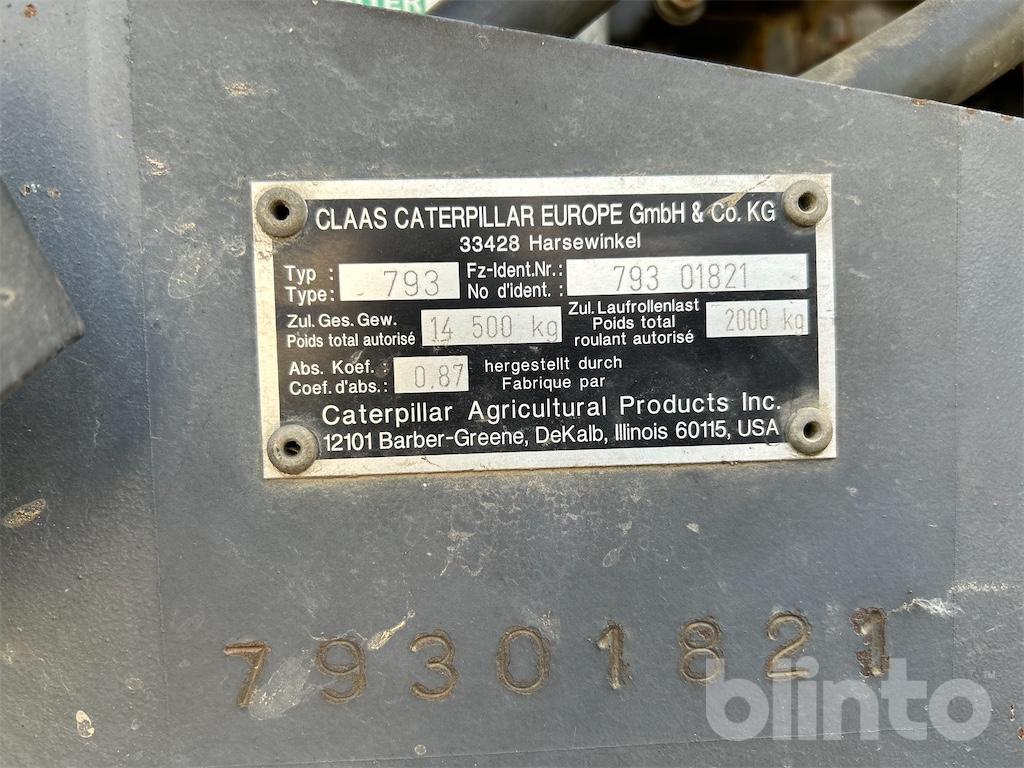 CLAAS CATERPILLAR EUROPE GmbH & Co. KG
33428 Harsewinkel
Typ :
Type :
793
Fz-Ident.Nr. :
No d'ident. :
793 01821
Zul. Ges. Gew.
Poids total autorisé
14 500 kg
Zul. Laufrollenlast
Poids total
roulant autorisé
2000 kg
Abs. Koef. :
Coef. d'abs. :
0,87
hergestellt durch
Fabrique par
Caterpillar Agricultural Products Inc.
12101 Barber-Greene, DeKalb, Illinois 60115, USA
79301821
blinto